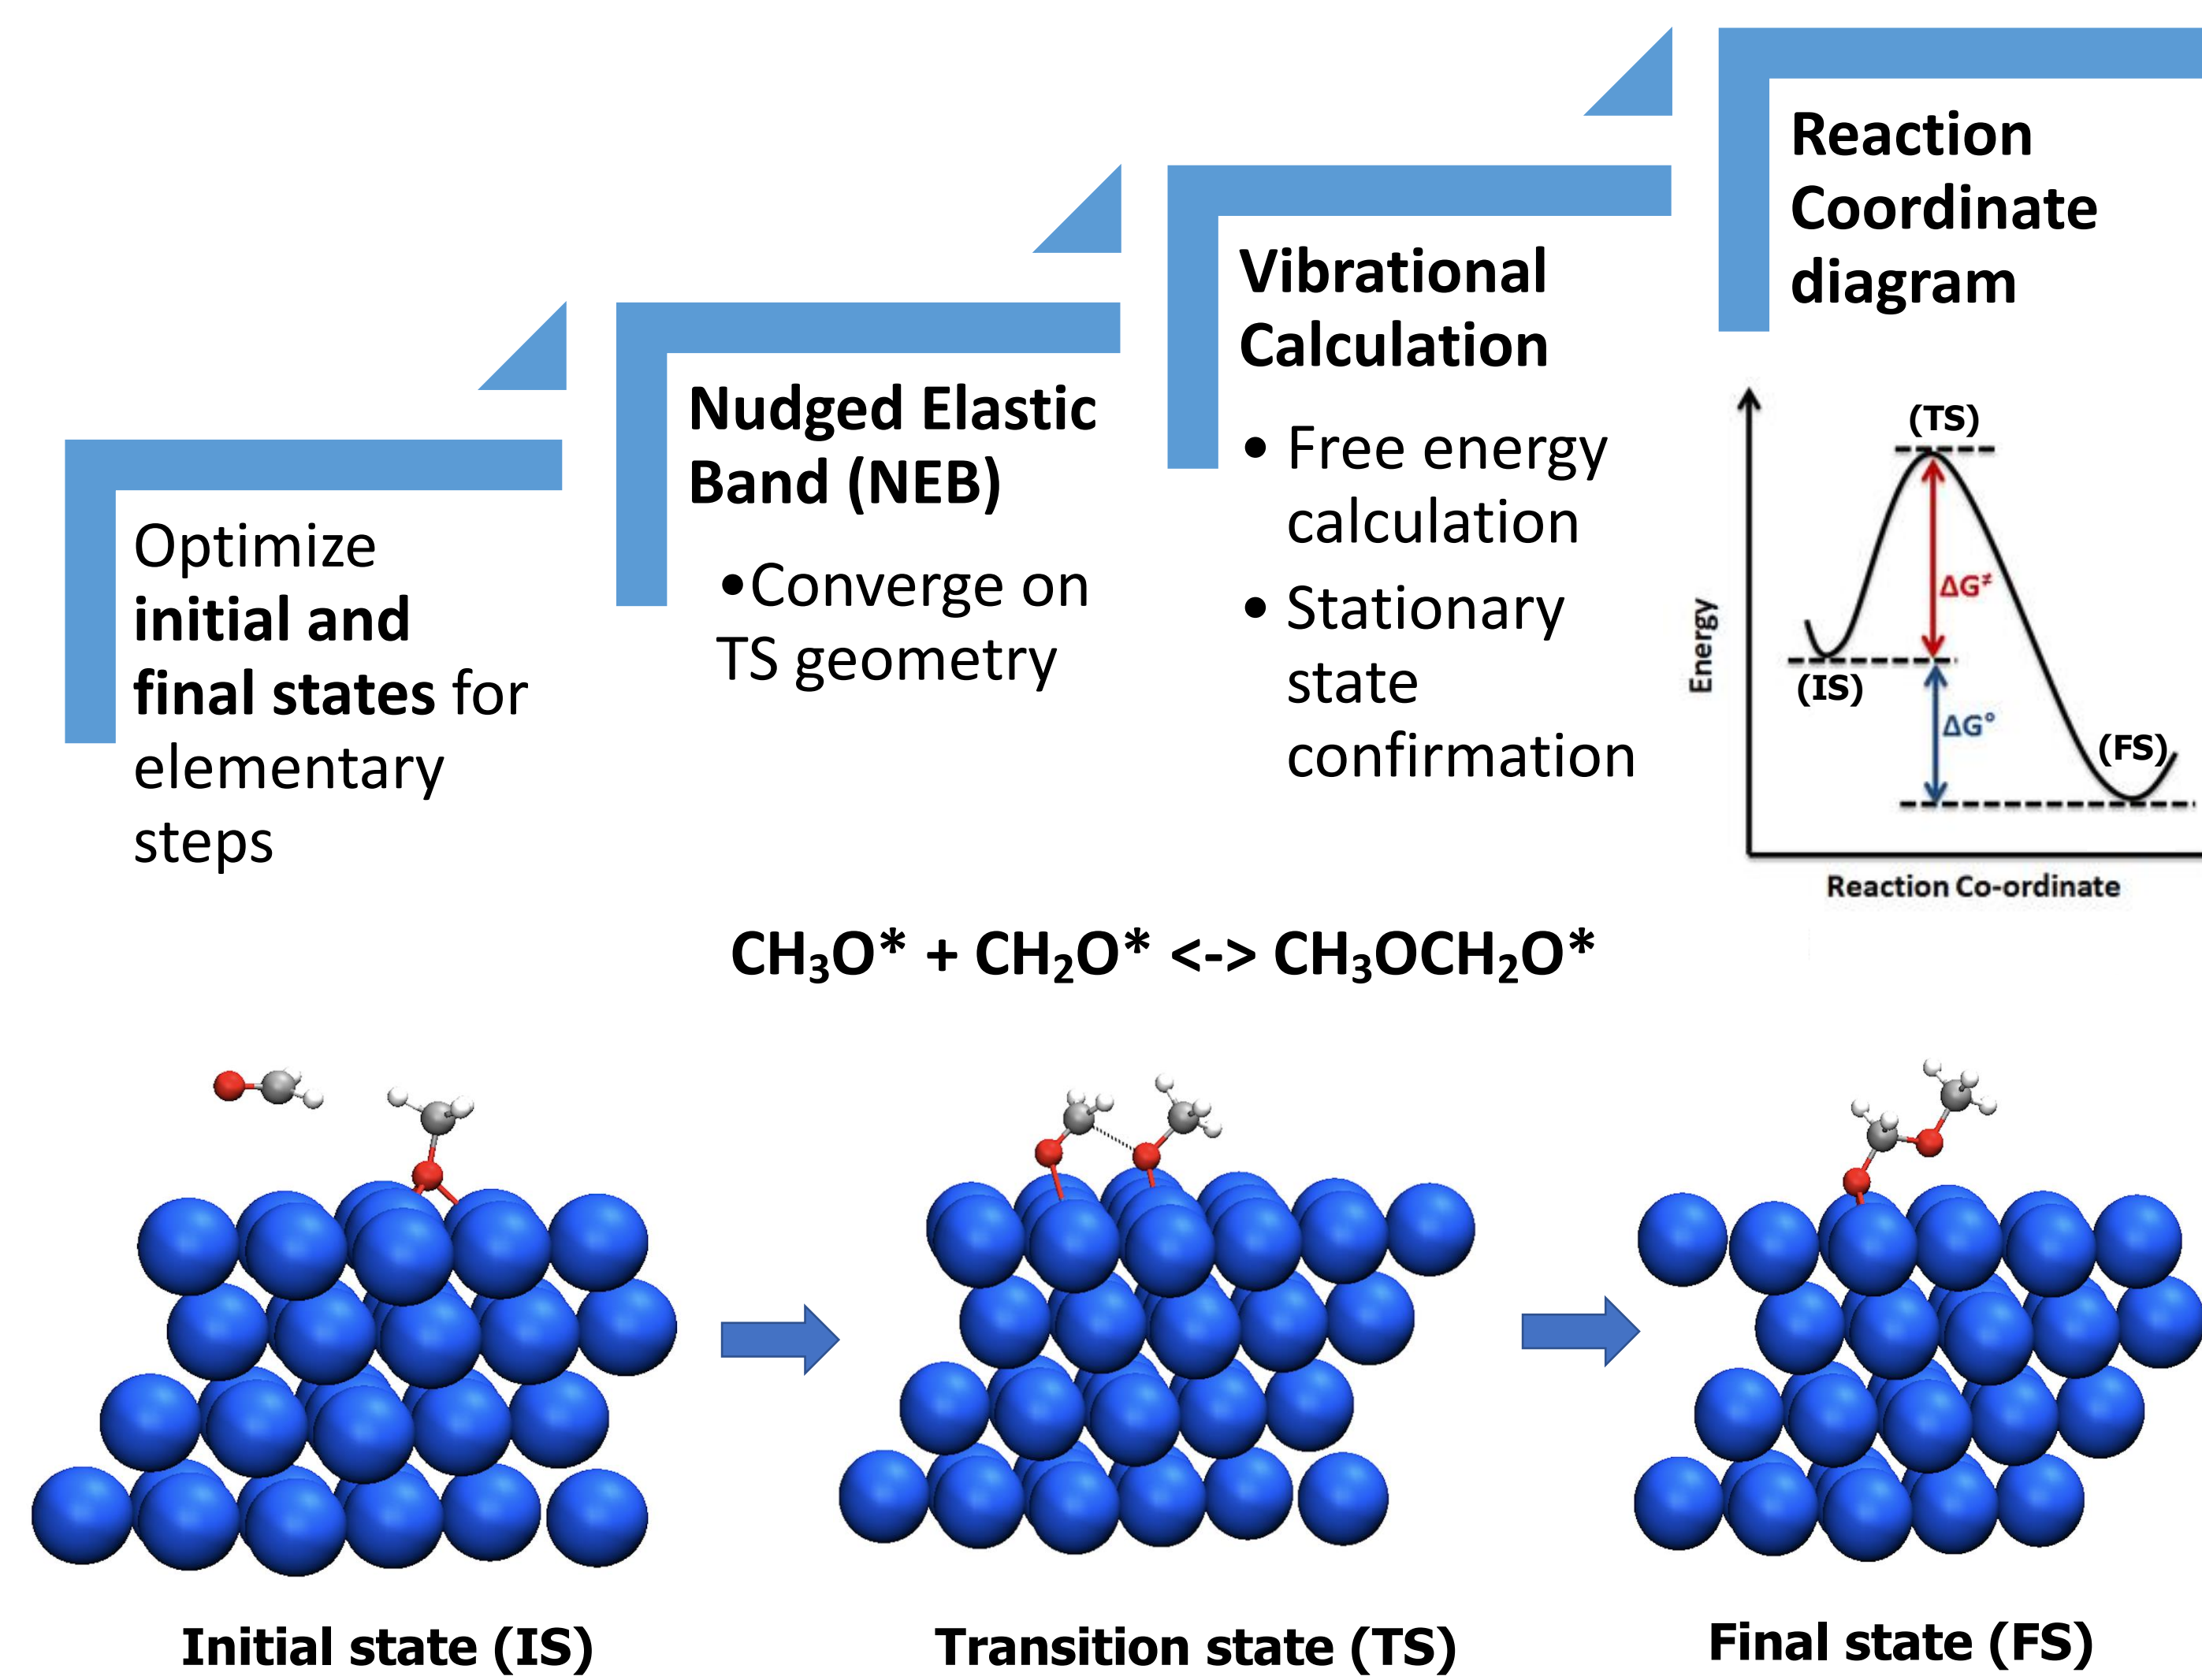 Optimize
initial and
final states for
elementary
steps
Nudged Elastic
Band (NEB)
•Converge on
TS geometry
Vibrational
Calculation
• Free energy
calculation
• Stationary
state
confirmation
Reaction
Coordinate
diagram
Energy
(TS)
ΔG≠
(IS)
ΔG°
(FS)
Reaction Co-ordinate
CH₃O* + CH₂O* <-> CH₃OCH₂O*
Initial state (IS)
Transition state (TS)
Final state (FS)